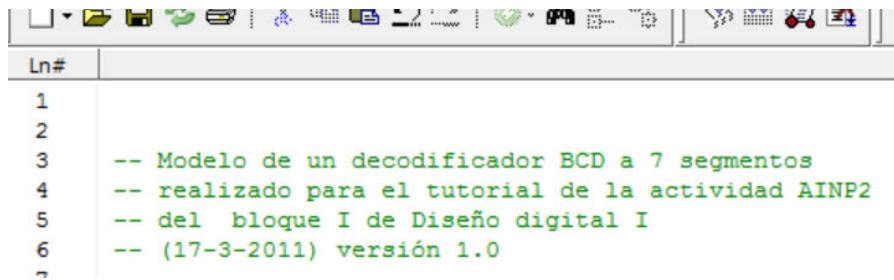 Ln#
1
2
3 -- Modelo de un decodificador BCD a 7 segmentos
4 -- realizado para el tutorial de la actividad AINP2
5 -- del  bloque I de Diseño digital I
6 -- (17-3-2011) versión 1.0
7